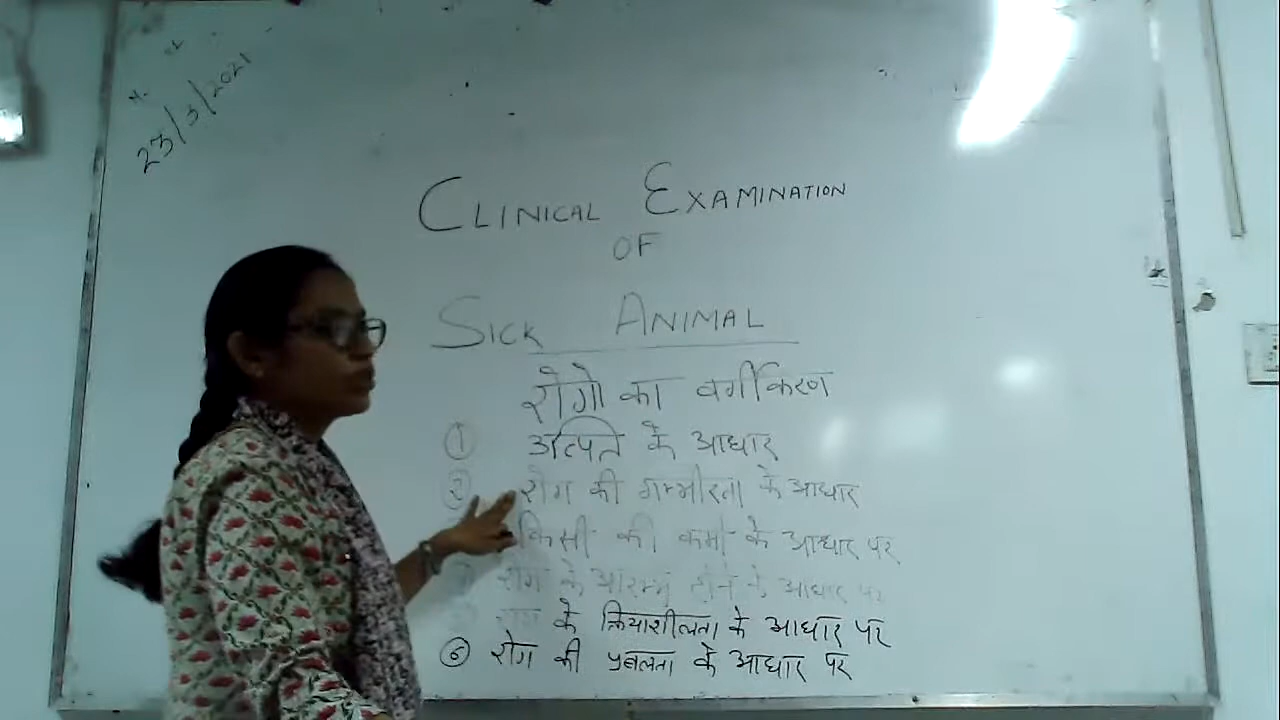 23/3/2021
CLINICAL EXAMINATION
OF
SICK ANIMAL
रोगो का वर्गीकरण
① उत्पति के आधार
② रोग की गम्भीरता के आधार
किसी की कमी के आधार पर
रोग के आरम्भ होने के आधार पर
के क्रियाशीलता के आधार पर
⑥ रोग की प्रबलता के आधार पर